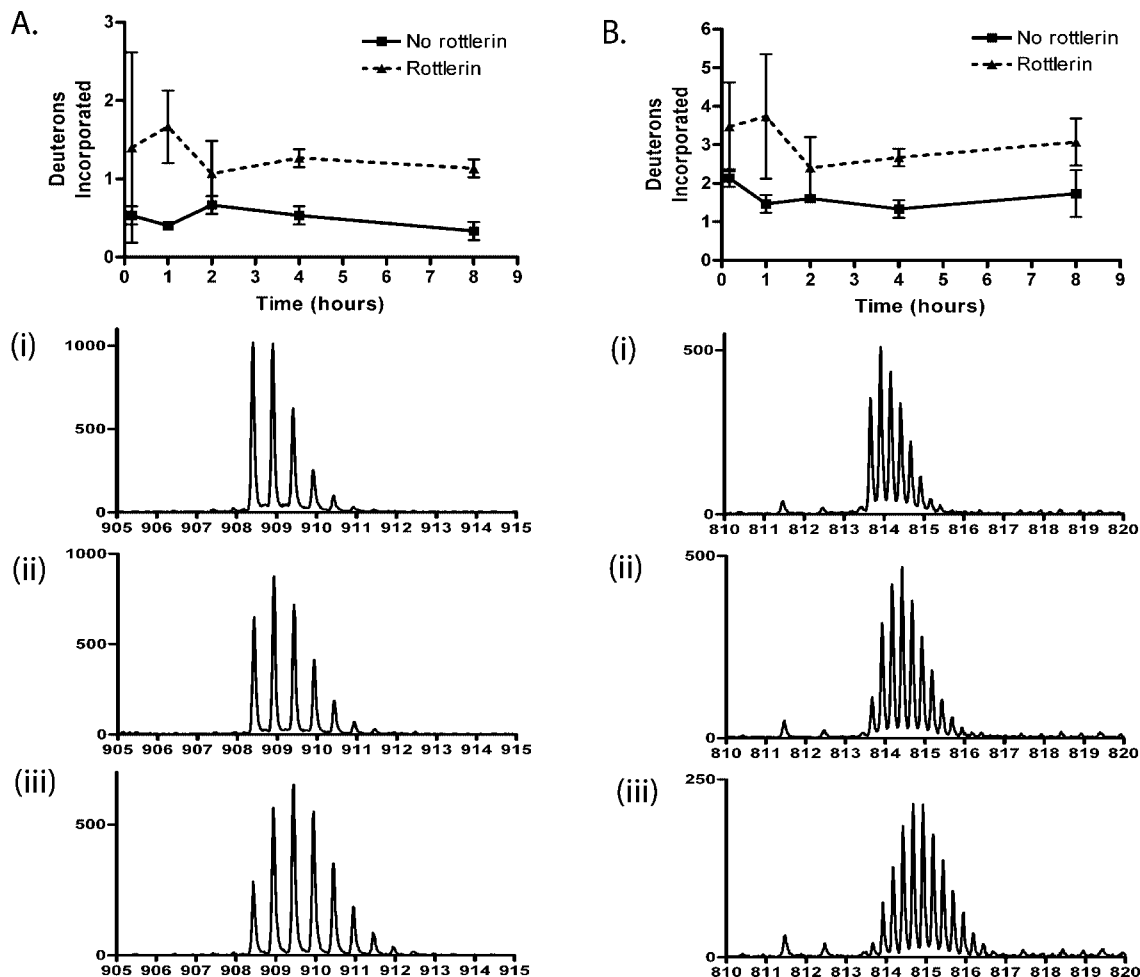 A.
3
2
1
0
Deuterons
Incorporated
No rottlerin
Rottlerin
0 1 2 3 4 5 6 7 8 9
Time (hours)
B.
6
5
4
3
2
1
0
Deuterons
Incorporated
No rottlerin
Rottlerin
0 1 2 3 4 5 6 7 8 9
Time (hours)
(i)
1000
500
0
905 906 907 908 909 910 911 912 913 914 915
(i)
500
0
810 811 812 813 814 815 816 817 818 819 820
(ii)
1000
500
0
905 906 907 908 909 910 911 912 913 914 915
(ii)
500
0
810 811 812 813 814 815 816 817 818 819 820
(iii)
500
0
905 906 907 908 909 910 911 912 913 914 915
(iii)
250
0
810 811 812 813 814 815 816 817 818 819 820